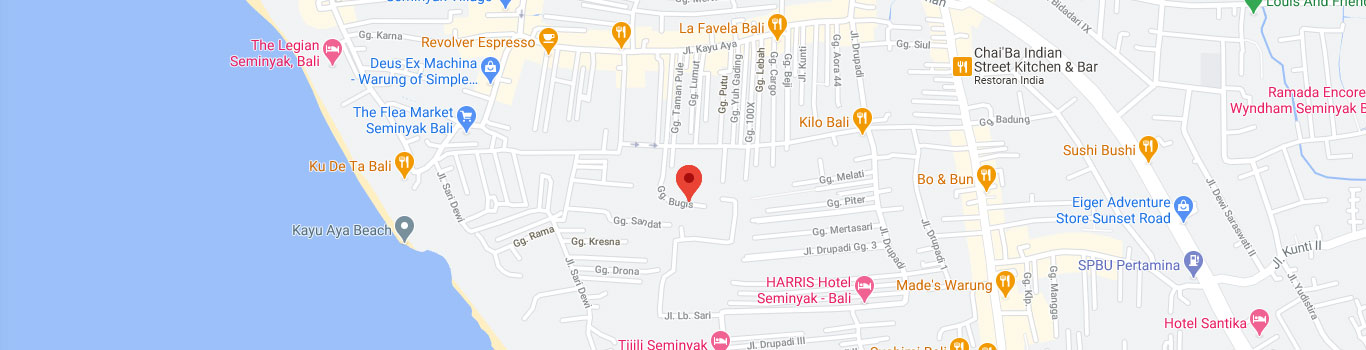 Seminyak Village
Louis And Friend
Bidadari IX
La Favela Bali
Gg. Karna
Revolver Espresso
The Legian
Seminyak, Bali
Jl. Kayu Aya
Gg. Siul
Chai'Ba Indian
Street Kitchen & Bar
Restoran India
Deus Ex Machina
- Warung of Simple…
Gg. Taman Pule
Gg. Lumut
Gg. Putu
Gg. Yuh Gading
Gg. Lebah
Gg. Cargo
Gg. Beji
Jl. Kunti
Gg. Aora 44
Jl. Drupadi
Gg. 100X
Ramada Encore
Wyndham Seminyak B
The Flea Market
Seminyak Bali
Kilo Bali
Gg. Badung
Sushi Bushi
Ku De Ta Bali
Jl. Sari Dewi
Gg. Melati
Bo & Bun
Gg. Bugis
Gg. Piter
Eiger Adventure
Store Sunset Road
Jl. Dewi Saraswati II
Kayu Aya Beach
Gg. Sandat
Gg. Rama
Gg. Kresna
Gg. Mertasari
Jl. Drupadi Gg. 3
Jl. Drupadi
Jl. Drupadi 1
Jl. Kunti II
SPBU Pertamina
Gg. Drona
Jl. Sari Dewi
HARRIS Hotel
Seminyak - Bali
Made's Warung
Gg. Klp.
Gg. Mangga
Jl. Yudistira
Jl. Lb. Sari
Hotel Santika
Jl. Drupadi III
Tijili Seminyak